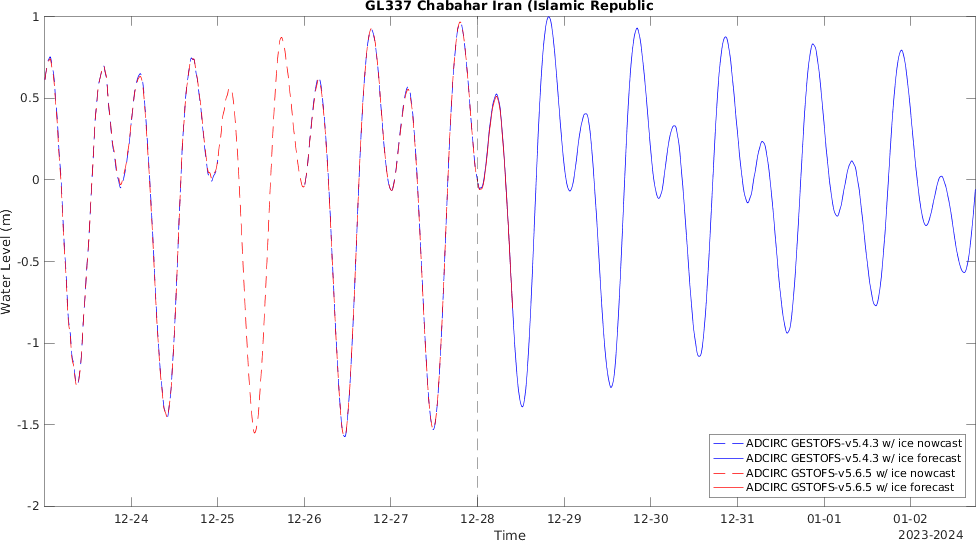 GL337 Chabahar Iran (Islamic Republic
1
0.5
0
-0.5
-1
-1.5
-2
Water Level (m)
ADCIRC GESTOFS-v5.4.3 w/ ice nowcast
ADCIRC GESTOFS-v5.4.3 w/ ice forecast
ADCIRC GSTOFS-v5.6.5 w/ ice nowcast
ADCIRC GSTOFS-v5.6.5 w/ ice forecast
12-24 12-25 12-26 12-27 12-28 12-29 12-30 12-31 01-01 01-02
Time
2023-2024